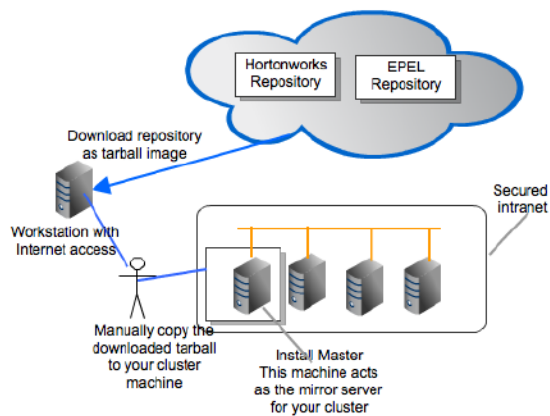 Hortonworks
Repository
EPEL
Repository
Download repository
as tarball image
Workstation with
Internet access
Secured
intranet
Manually copy the
downloaded tarball
to your cluster
machine
Install Master
This machine acts
as the mirror server
for your cluster